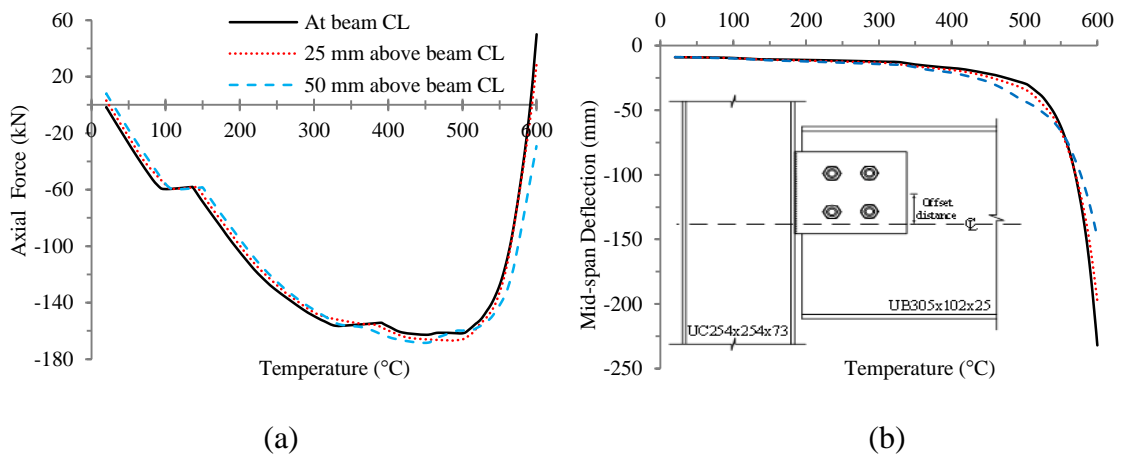 At beam CL
25 mm above beam CL
50 mm above beam CL
60
20
-20
-60
-100
-140
-180
0 100 200 300 400 500 600
Axial Force (kN)
Temperature (°C)
(a)
0 100 200 300 400 500 600
0
-50
-100
-150
-200
-250
Mid-span Deflection (mm)
Offset
distance
CL
UB305x102x25
UC254x254x73
Temperature (°C)
(b)